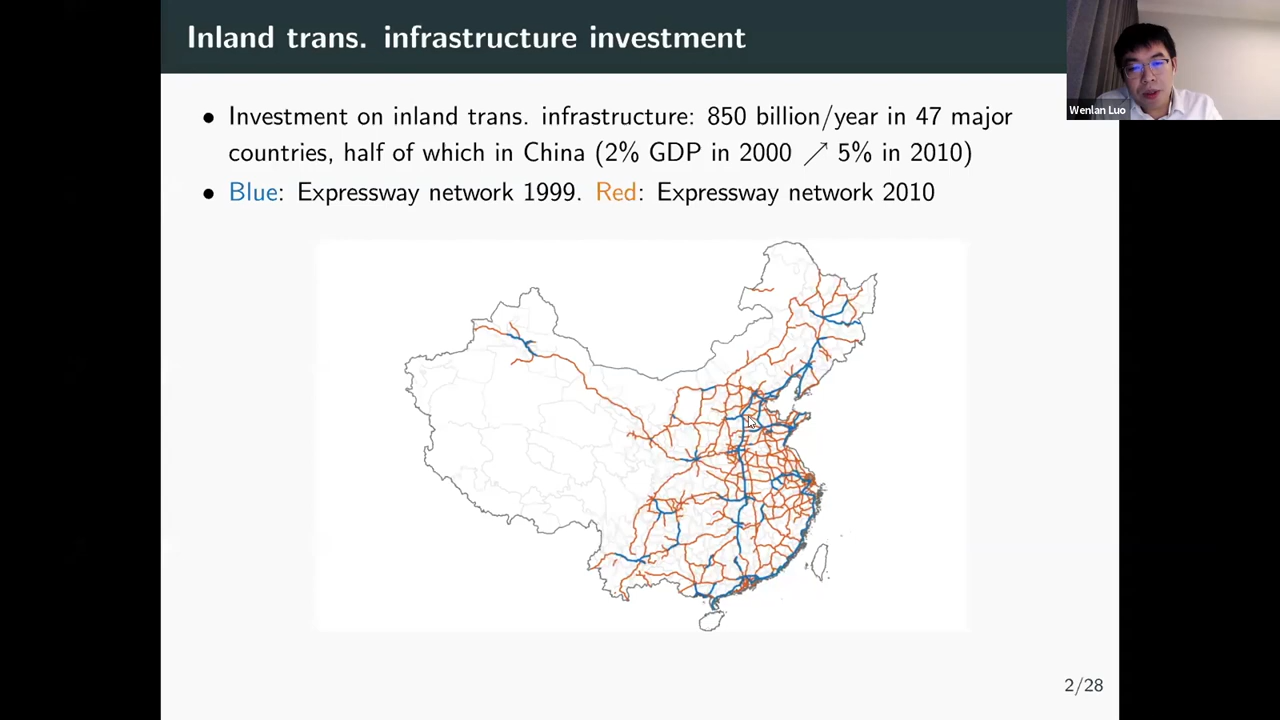 Inland trans. infrastructure investment
Wenlan Luo
• Investment on inland trans. infrastructure: 850 billion/year in 47 major
countries, half of which in China (2% GDP in 2000 ↗ 5% in 2010)
• Blue: Expressway network 1999. Red: Expressway network 2010
2/28